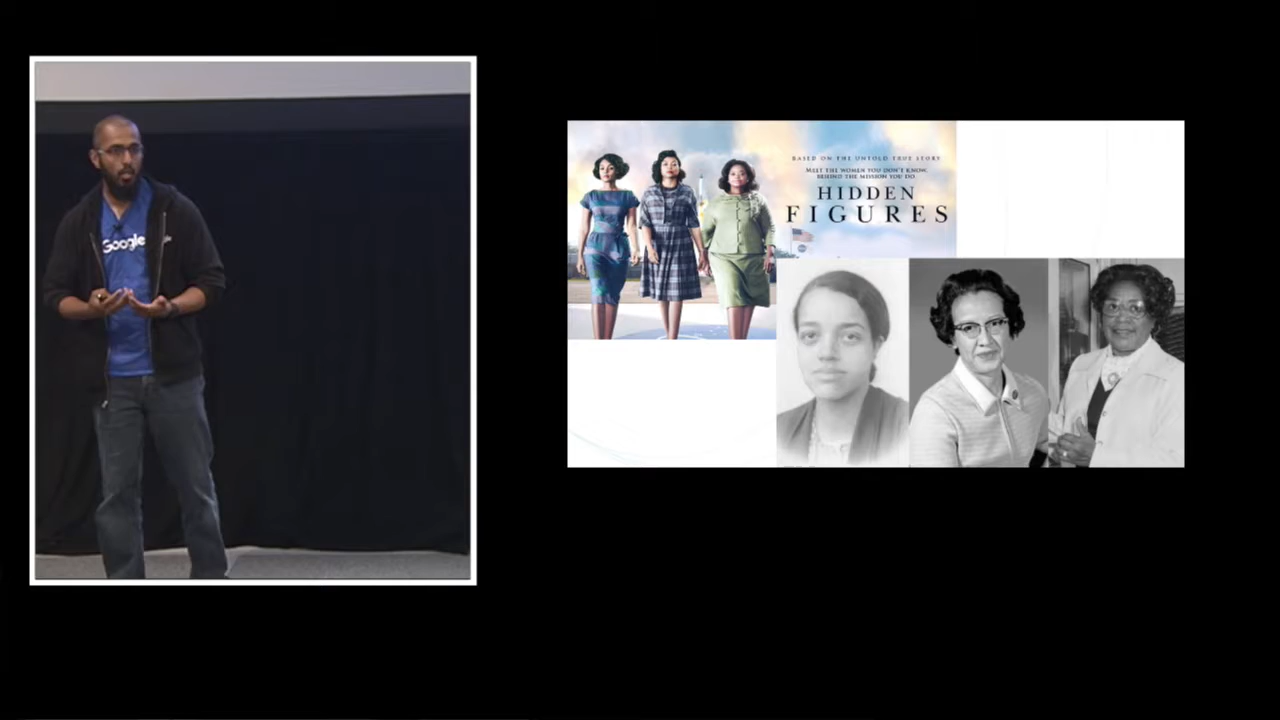 Google
BASED ON THE UNTOLD TRUE STORY
MEET THE WOMEN YOU DON'T KNOW,
BEHIND THE MISSION YOU DO
HIDDEN
FIGURES